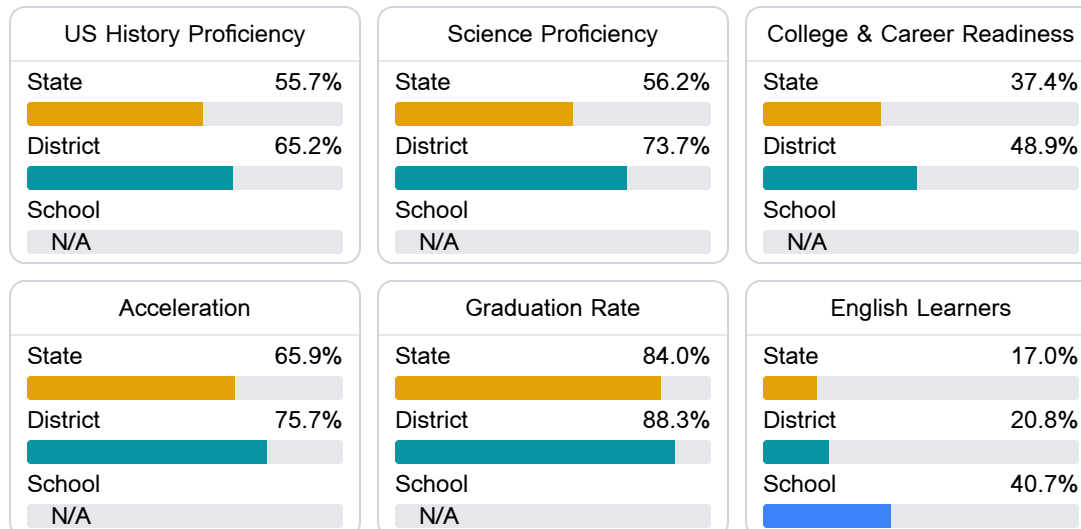 US History Proficiency
State 55.7%
District 65.2%
School
N/A
Science Proficiency
State 56.2%
District 73.7%
School
N/A
College & Career Readiness
State 37.4%
District 48.9%
School
N/A
Acceleration
State 65.9%
District 75.7%
School
N/A
Graduation Rate
State 84.0%
District 88.3%
School
N/A
English Learners
State 17.0%
District 20.8%
School 40.7%